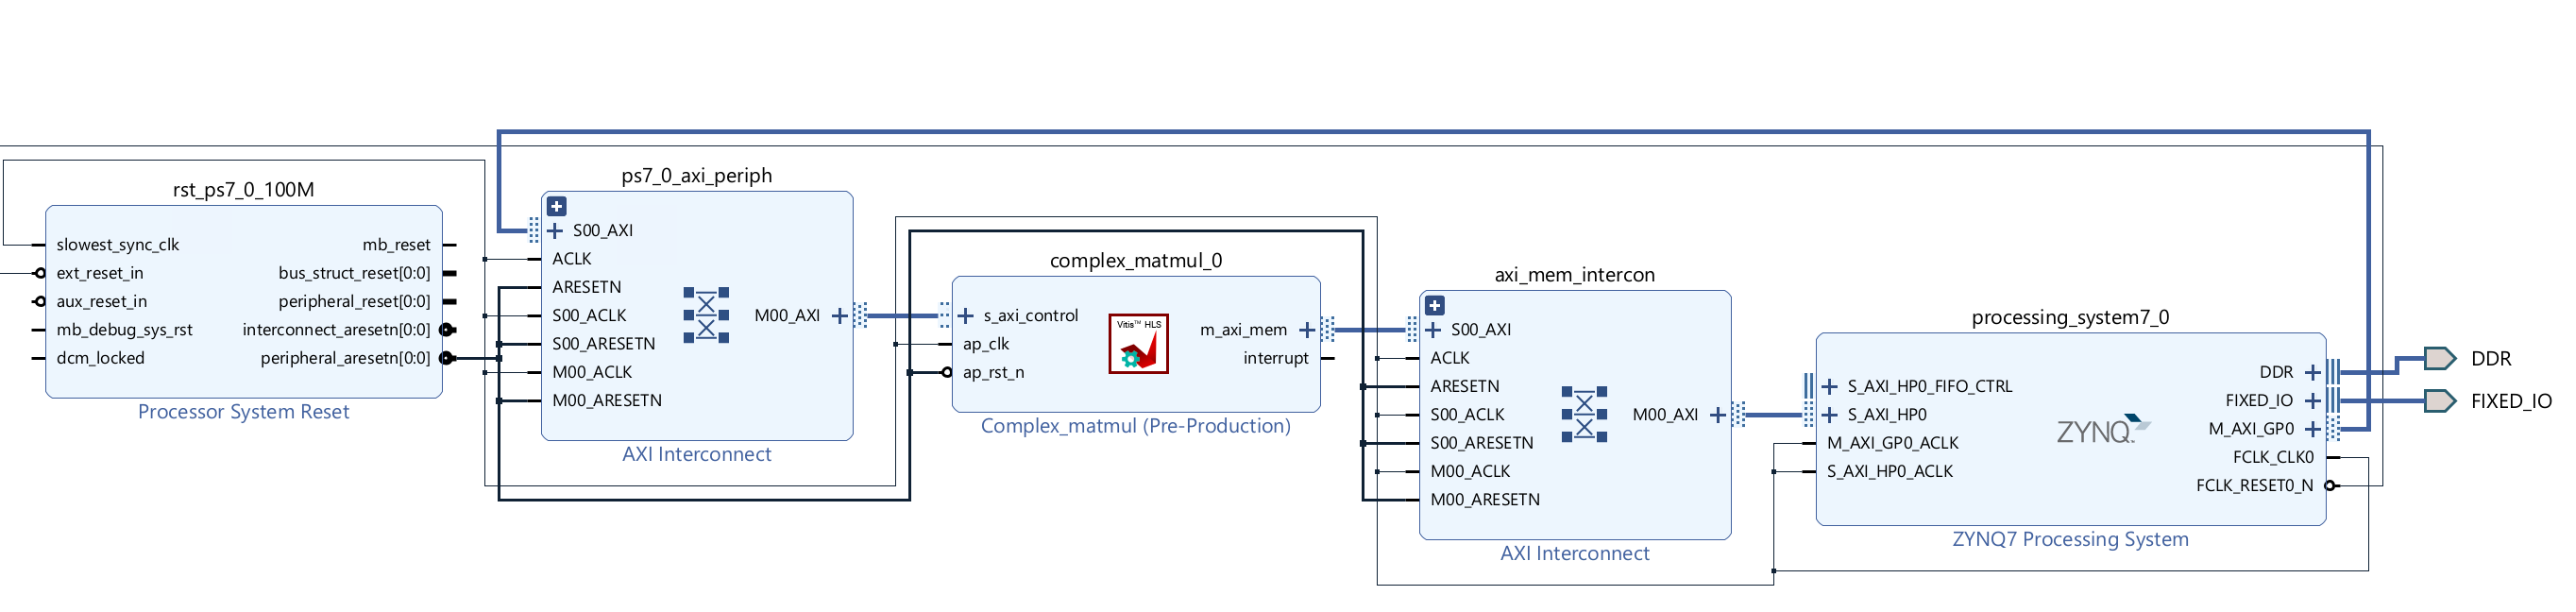 rst_ps7_0_100M
slowest_sync_clk
ext_reset_in
aux_reset_in
mb_debug_sys_rst
dcm_locked
mb_reset
bus_struct_reset[0:0]
peripheral_reset[0:0]
interconnect_aresetn[0:0]
peripheral_aresetn[0:0]
Processor System Reset
ps7_0_axi_periph
S00_AXI
ACLK
ARESETN
S00_ACLK
S00_ARESETN
M00_ACLK
M00_ARESETN
M00_AXI
AXI Interconnect
complex_matmul_0
s_axi_control
ap_clk
ap_rst_n
Vitis™ HLS
m_axi_mem
interrupt
Complex_matmul (Pre-Production)
axi_mem_intercon
S00_AXI
ACLK
ARESETN
S00_ACLK
S00_ARESETN
M00_ACLK
M00_ARESETN
M00_AXI
AXI Interconnect
processing_system7_0
S_AXI_HP0_FIFO_CTRL
S_AXI_HP0
M_AXI_GP0_ACLK
S_AXI_HP0_ACLK
ZYNQ™
DDR
FIXED_IO
M_AXI_GP0
FCLK_CLK0
FCLK_RESET0_N
ZYNQ7 Processing System
DDR
FIXED_IO